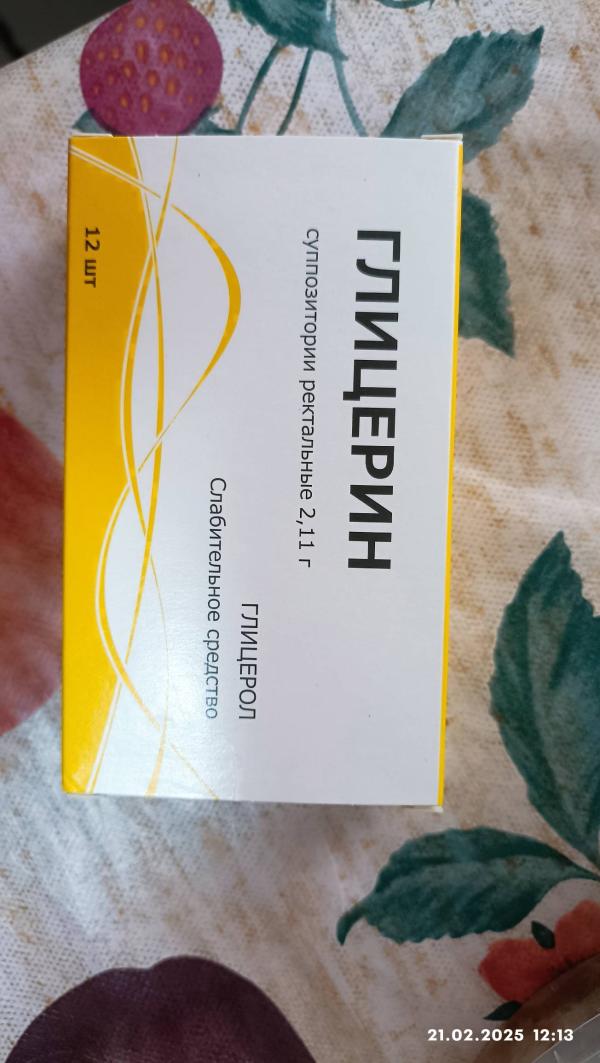 ГЛИЦЕРИН
суппозитории ректальные 2,11 г
ГЛИЦЕРОЛ
Слабительное средство
12 шт
21.02.2025 12:13